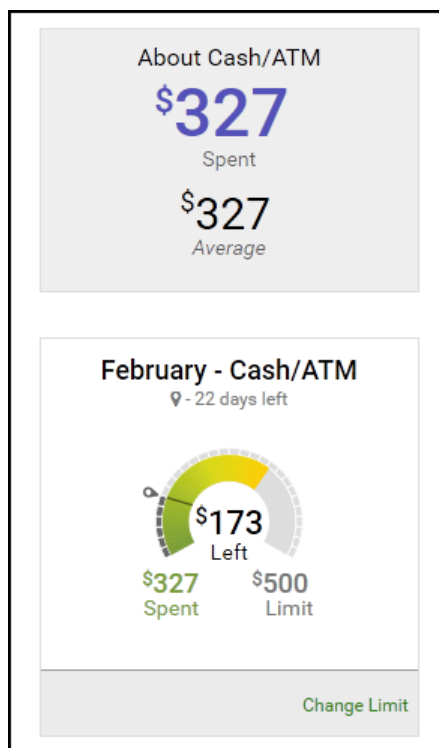 About Cash/ATM
$327
Spent
$327
Average
February - Cash/ATM
- 22 days left
$173
Left
$327 $500
Spent Limit
Change Limit